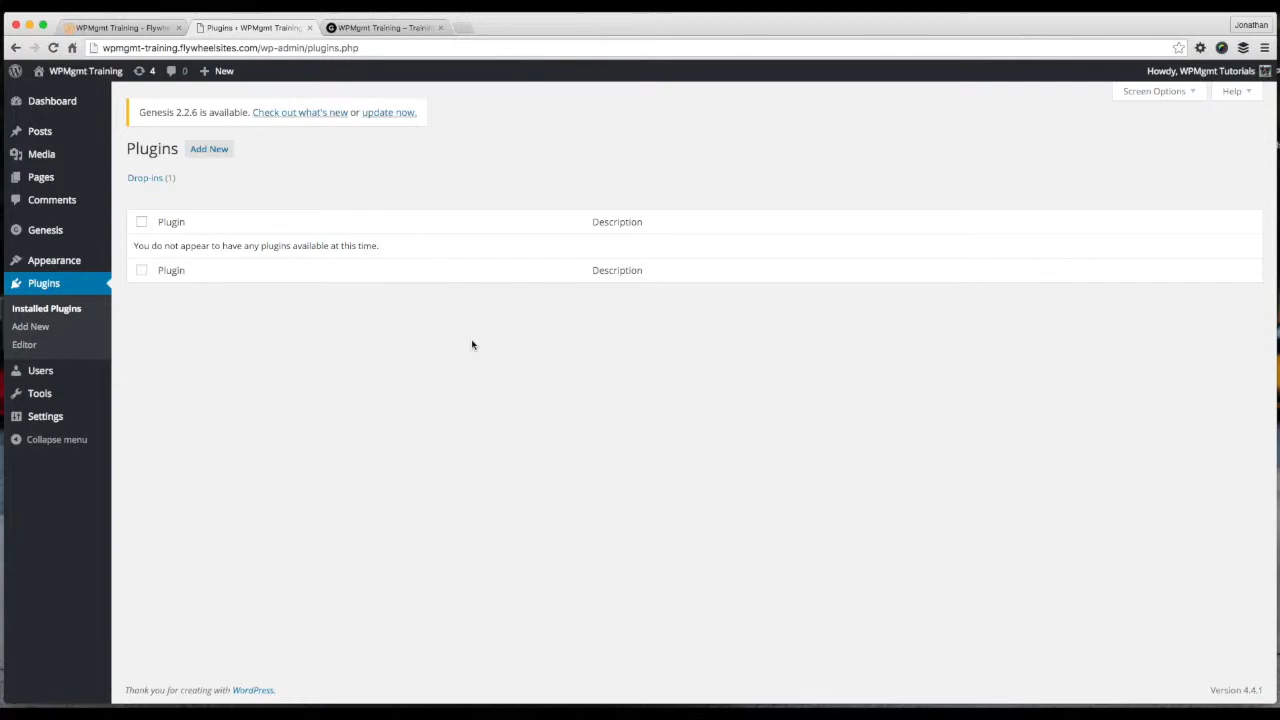 WPMgmt Training - Flywhe
Plugins ‹ WPMgmt Training
WPMgmt Training – Trainin
Jonathan
wpmgmt-training.flywheelsites.com/wp-admin/plugins.php
WPMgmt Training
4
0
New
Howdy, WPMgmt Tutorials
Dashboard
Posts
Media
Pages
Comments
Genesis
Appearance
Plugins
Installed Plugins
Add New
Editor
Users
Tools
Settings
Collapse menu
Screen Options
Help
Genesis 2.2.6 is available. Check out what's new or update now.
Plugins Add New
Drop-ins (1)
Plugin Description
You do not appear to have any plugins available at this time.
Plugin Description
Thank you for creating with WordPress.
Version 4.4.1